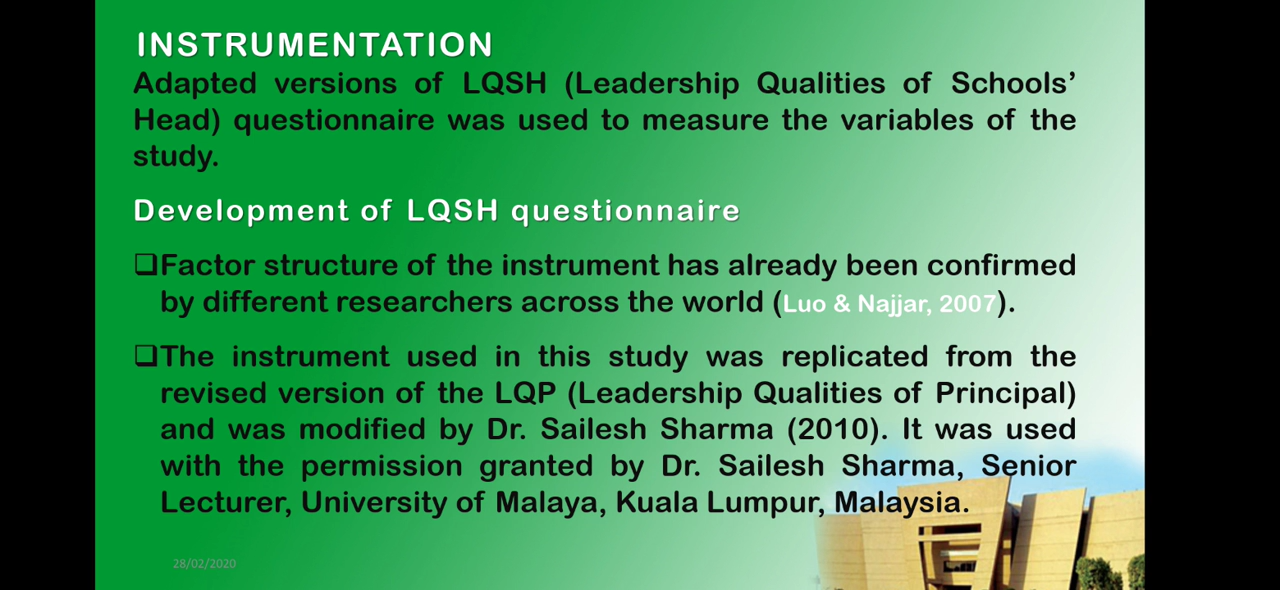 INSTRUMENTATION
Adapted versions of LQSH (Leadership Qualities of Schools’
Head) questionnaire was used to measure the variables of the
study.
Development of LQSH questionnaire
❑Factor structure of the instrument has already been confirmed
by different researchers across the world (Luo & Najjar, 2007).
❑The instrument used in this study was replicated from the
revised version of the LQP (Leadership Qualities of Principal)
and was modified by Dr. Sailesh Sharma (2010). It was used
with the permission granted by Dr. Sailesh Sharma, Senior
Lecturer, University of Malaya, Kuala Lumpur, Malaysia.
28/02/2020